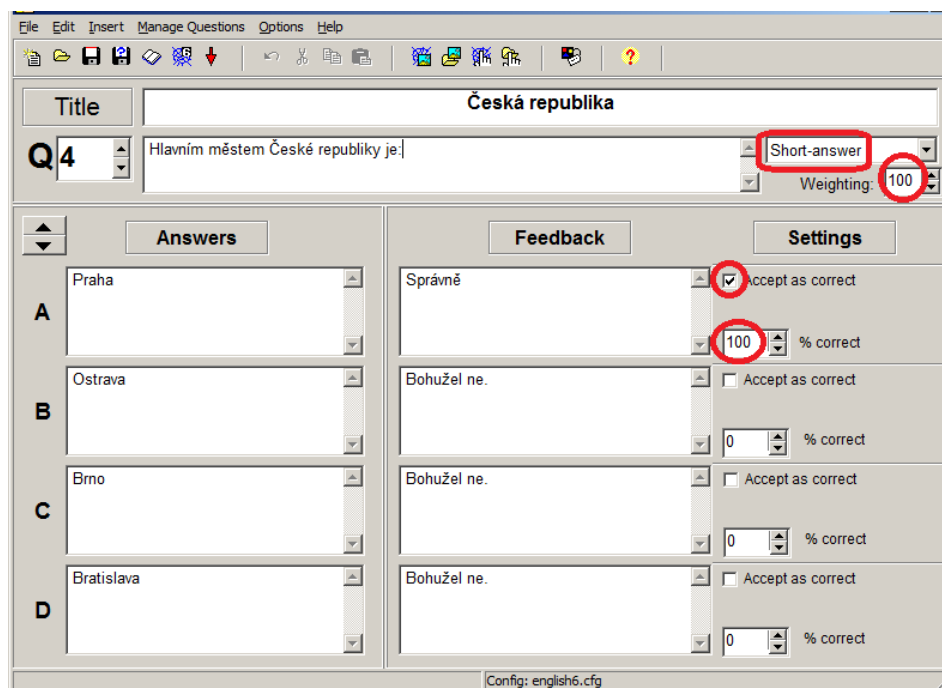 File Edit Insert Manage Questions Options Help
Title
Česká republika
Q 4
Hlavním městem České republiky je:
Short-answer
Weighting: 100
Answers
Feedback
Settings
A
Praha
Správně
Accept as correct
100 % correct
B
Ostrava
Bohužel ne.
Accept as correct
0 % correct
C
Brno
Bohužel ne.
Accept as correct
0 % correct
D
Bratislava
Bohužel ne.
Accept as correct
0 % correct
Config: english6.cfg